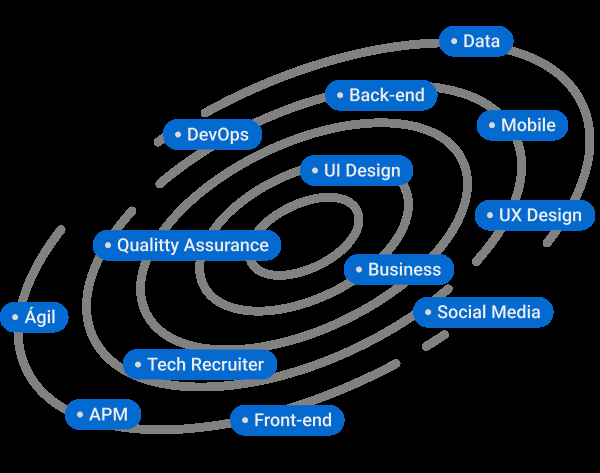 Data
Back-end
Mobile
DevOps
UI Design
UX Design
Qualitty Assurance
Business
Social Media
Ágil
Tech Recruiter
APM
Front-end